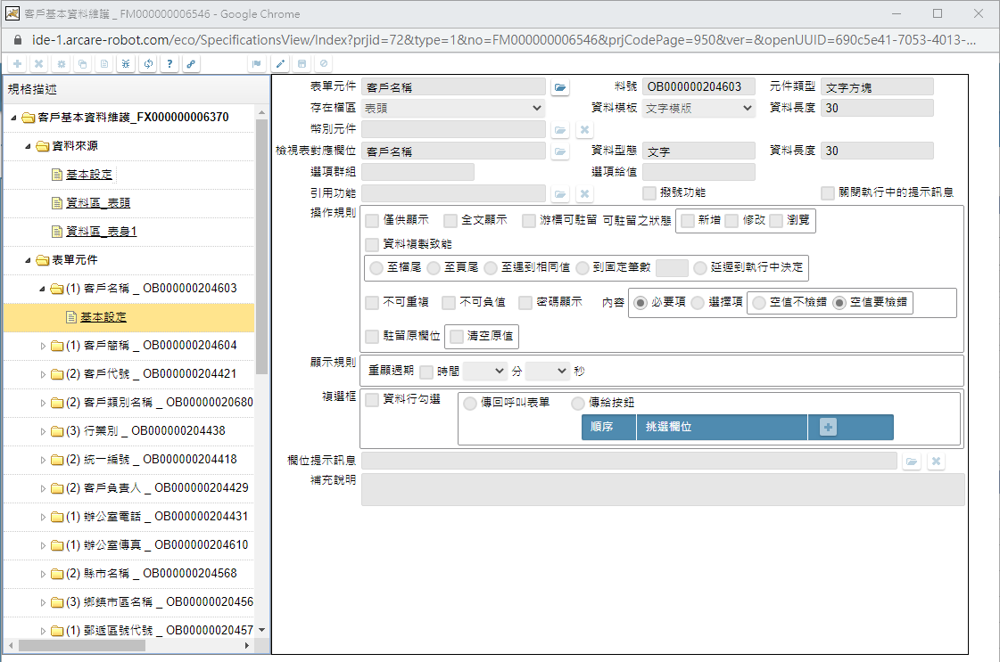 客戶基本資料維護 _ FM000000006546 - Google Chrome
ide-1.arcare-robot.com/eco/SpecificationsView/Index?prjid=72&type=1&no=FM000000006546&prjCodePage=950&ver=&openUUID=690c5e41-7053-4013-...
規格描述
客戶基本資料維護_FX000000006370
資料來源
基本設定
資料區_表頭
資料區_表身1
表單元件
(1) 客戶名稱 _ OB000000204603
基本設定
(1) 客戶簡稱 _ OB000000204604
(2) 客戶代號 _ OB000000204421
(2) 客戶類別名稱 _ OB00000020680
(3) 行業別 _ OB000000204438
(2) 統一編號 _ OB000000204418
(2) 客戶負責人 _ OB000000204429
(1) 辦公室電話 _ OB000000204431
(1) 辦公室傳真 _ OB000000204610
(2) 縣市名稱 _ OB000000204568
(3) 鄉鎮市區名稱 _ OB00000020456
(1) 郵遞區號代號 _ OB00000020457
表單元件 客戶名稱 料號 OB000000204603 元件類型 文字方塊
存在檔區 表頭 資料模板 文字模版 資料長度 30
幣別元件
檢視表對應欄位 客戶名稱 資料型態 文字 資料長度 30
選項群組 選項給值
引用功能 撥號功能 關閉執行中的提示訊息
操作規則 僅供顯示 全文顯示 游標可駐留 可駐留之狀態 新增 修改 瀏覽
資料複製致能
至檔尾 至頁尾 至遇到相同值 到固定筆數 延遲到執行中決定
不可重複 不可負值 密碼顯示 內容 必要項 選擇項 空值不檢錯 空值要檢錯
駐留原欄位 清空原值
顯示規則 重顯週期 時間 分 秒
複選框 資料行勾選 傳回呼叫表單 傳給按鈕
順序 挑選欄位
欄位提示訊息
補充說明